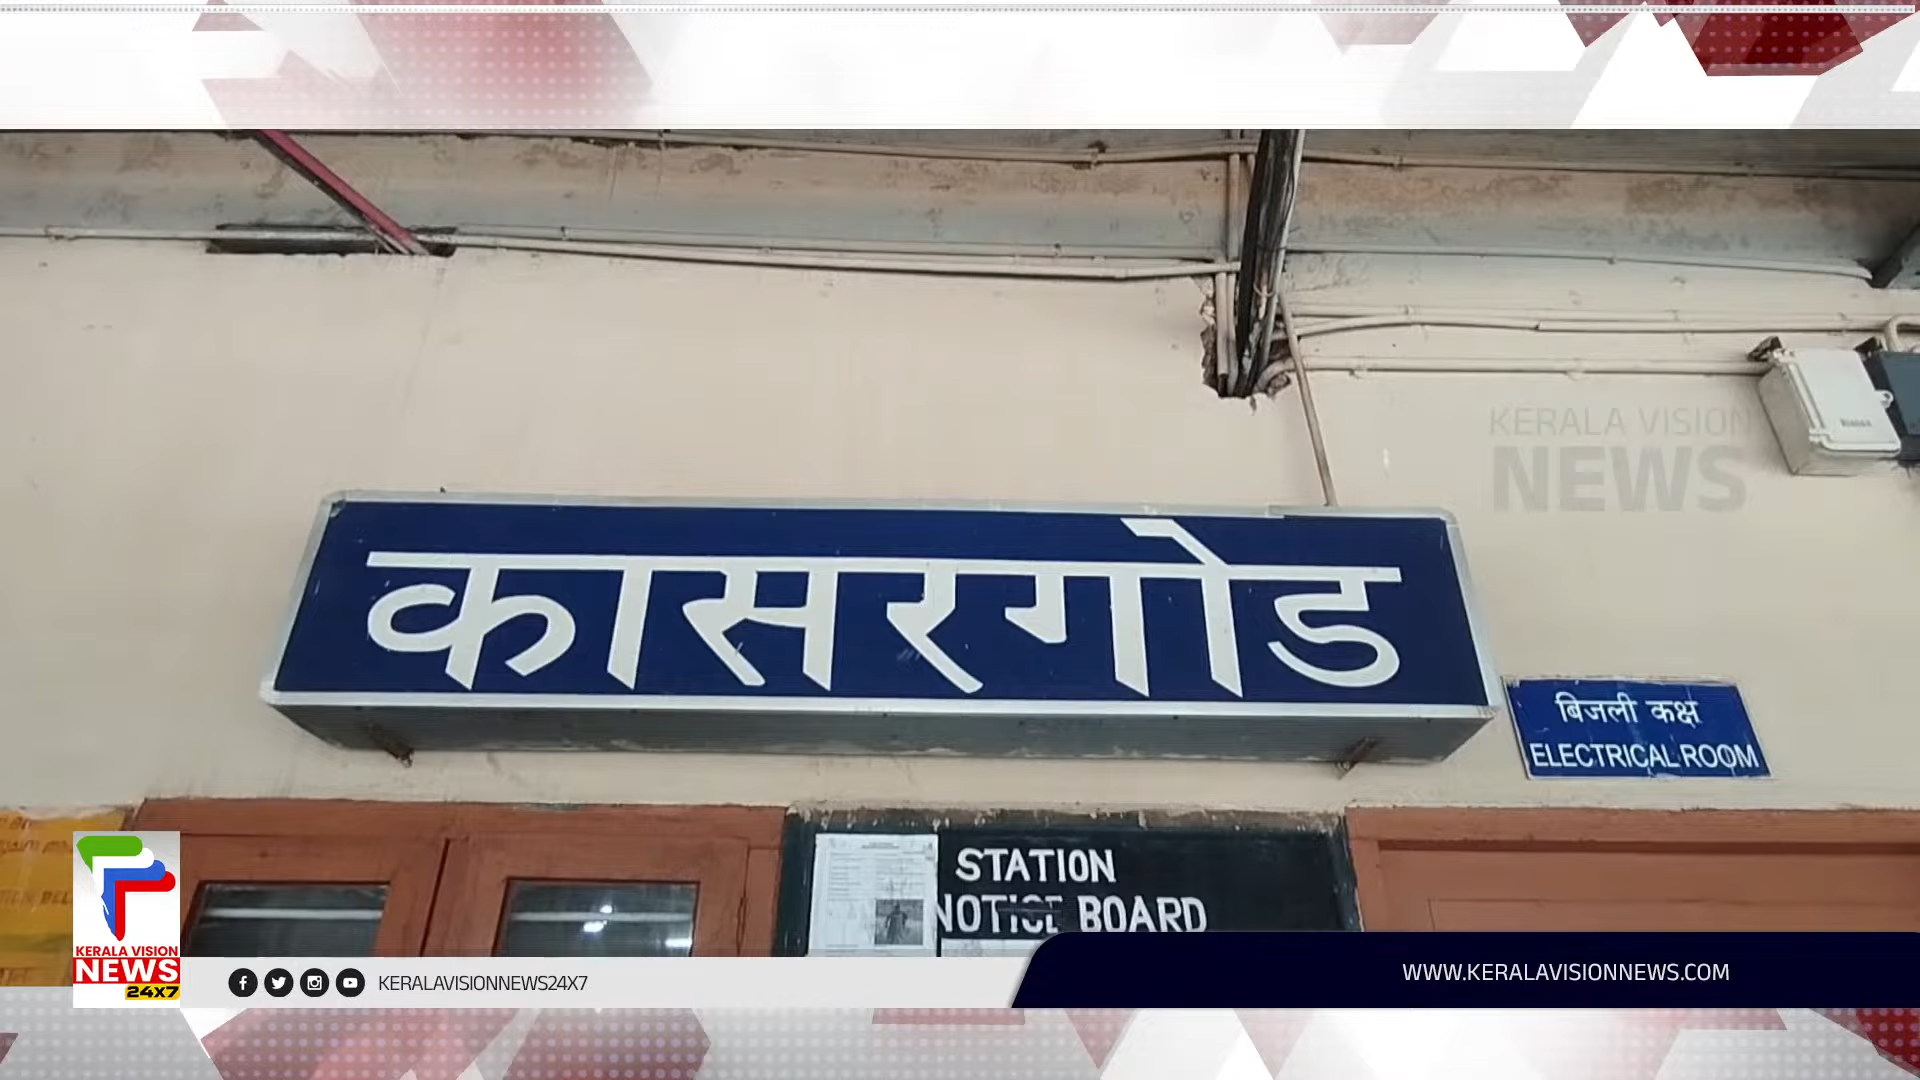 KERALA VISION
NEWS
कासरगोड
बिजली कक्ष
ELECTRICAL ROOM
STATION
NOTICE BOARD
KERALA VISION
NEWS
24X7
KERALAVISIONNEWS24X7
WWW.KERALAVISIONNEWS.COM